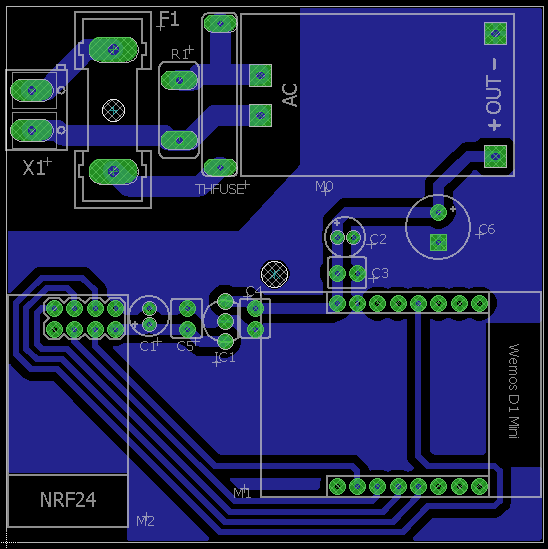 F1
R1
AC
+ OUT -
X1
THFUSE
M0
C6
C2
C3
C4
C1
C5
IC1
Wemos D1 Mini
M1
NRF24
M2